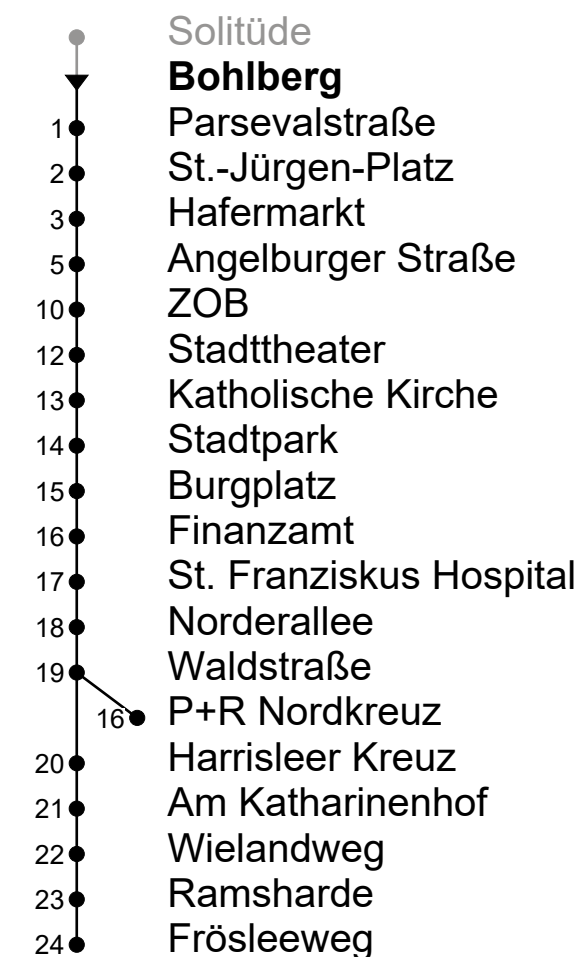 Solitüde
Bohlberg
1 Parsevalstraße
2 St.-Jürgen-Platz
3 Hafermarkt
5 Angelburger Straße
10 ZOB
12 Stadttheater
13 Katholische Kirche
14 Stadtpark
15 Burgplatz
16 Finanzamt
17 St. Franziskus Hospital
18 Norderallee
19 Waldstraße
16 P+R Nordkreuz
20 Harrisleer Kreuz
21 Am Katharinenhof
22 Wielandweg
23 Ramsharde
24 Frösleeweg